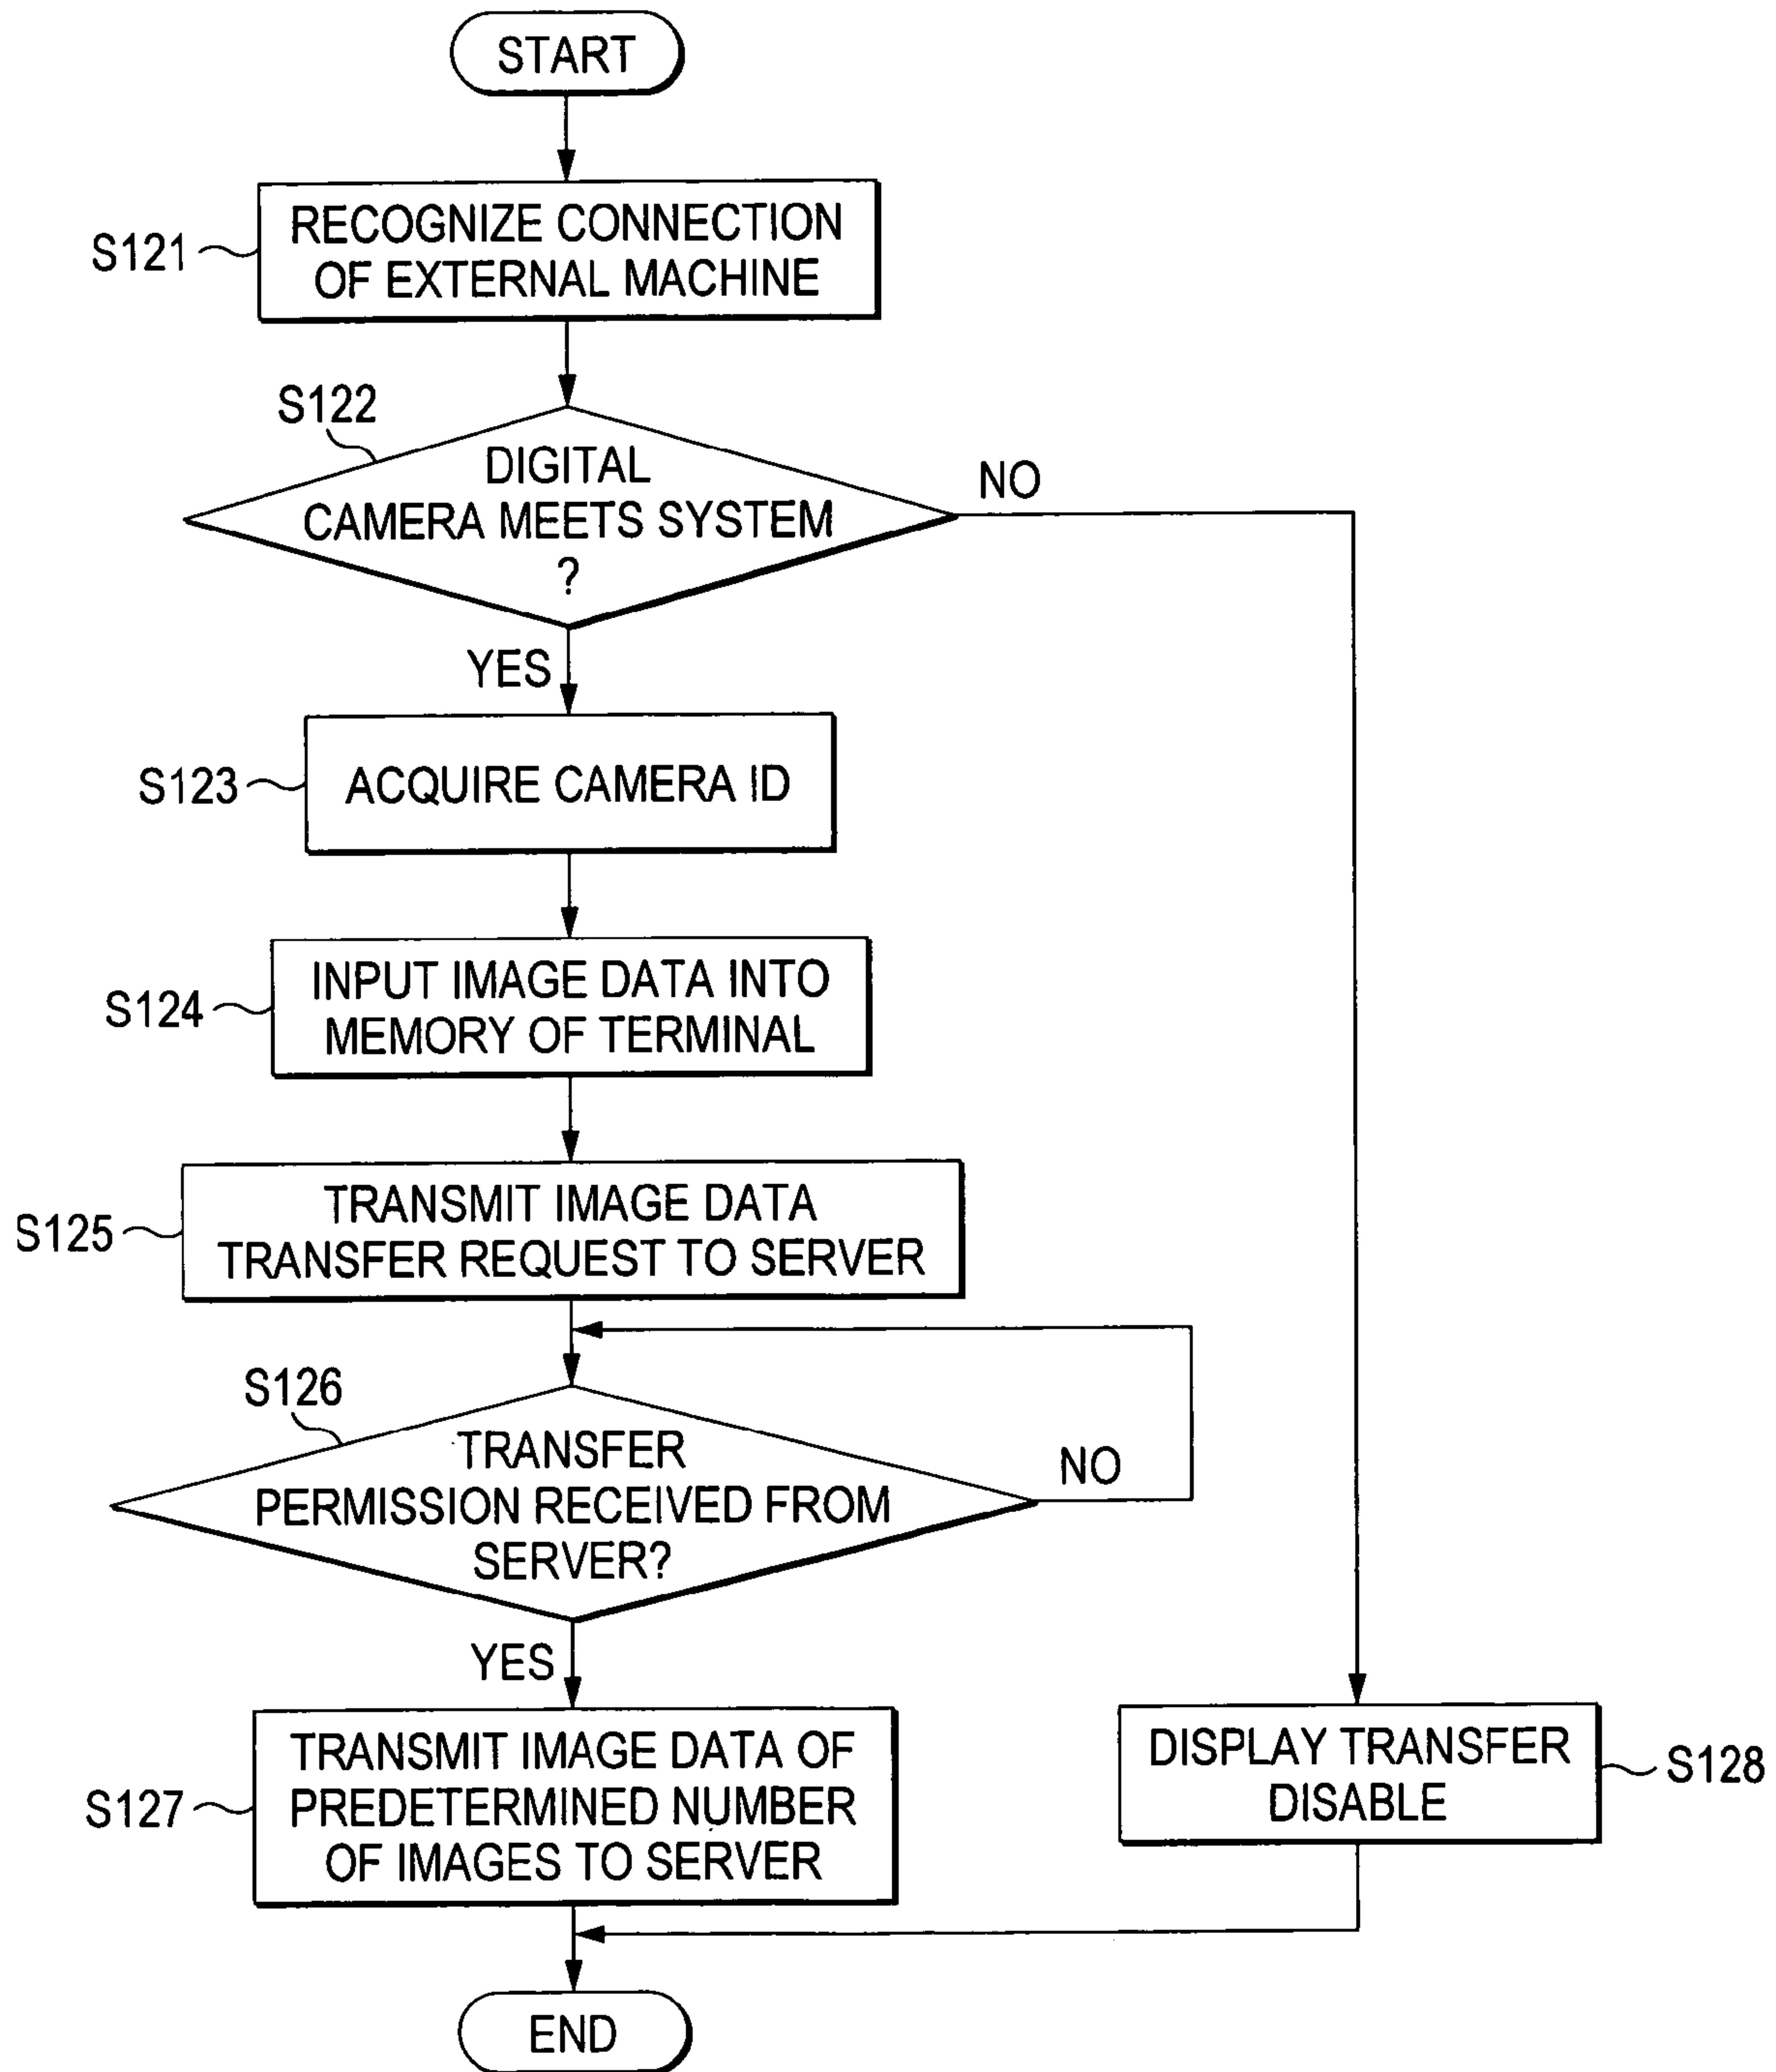 START
S121
RECOGNIZE CONNECTION
OF EXTERNAL MACHINE
S122
DIGITAL
CAMERA MEETS SYSTEM
?
NO
YES
S123
ACQUIRE CAMERA ID
S124
INPUT IMAGE DATA INTO
MEMORY OF TERMINAL
S125
TRANSMIT IMAGE DATA
TRANSFER REQUEST TO SERVER
S126
TRANSFER
PERMISSION RECEIVED FROM
SERVER?
NO
YES
S127
TRANSMIT IMAGE DATA OF
PREDETERMINED NUMBER
OF IMAGES TO SERVER
DISPLAY TRANSFER
DISABLE
S128
END